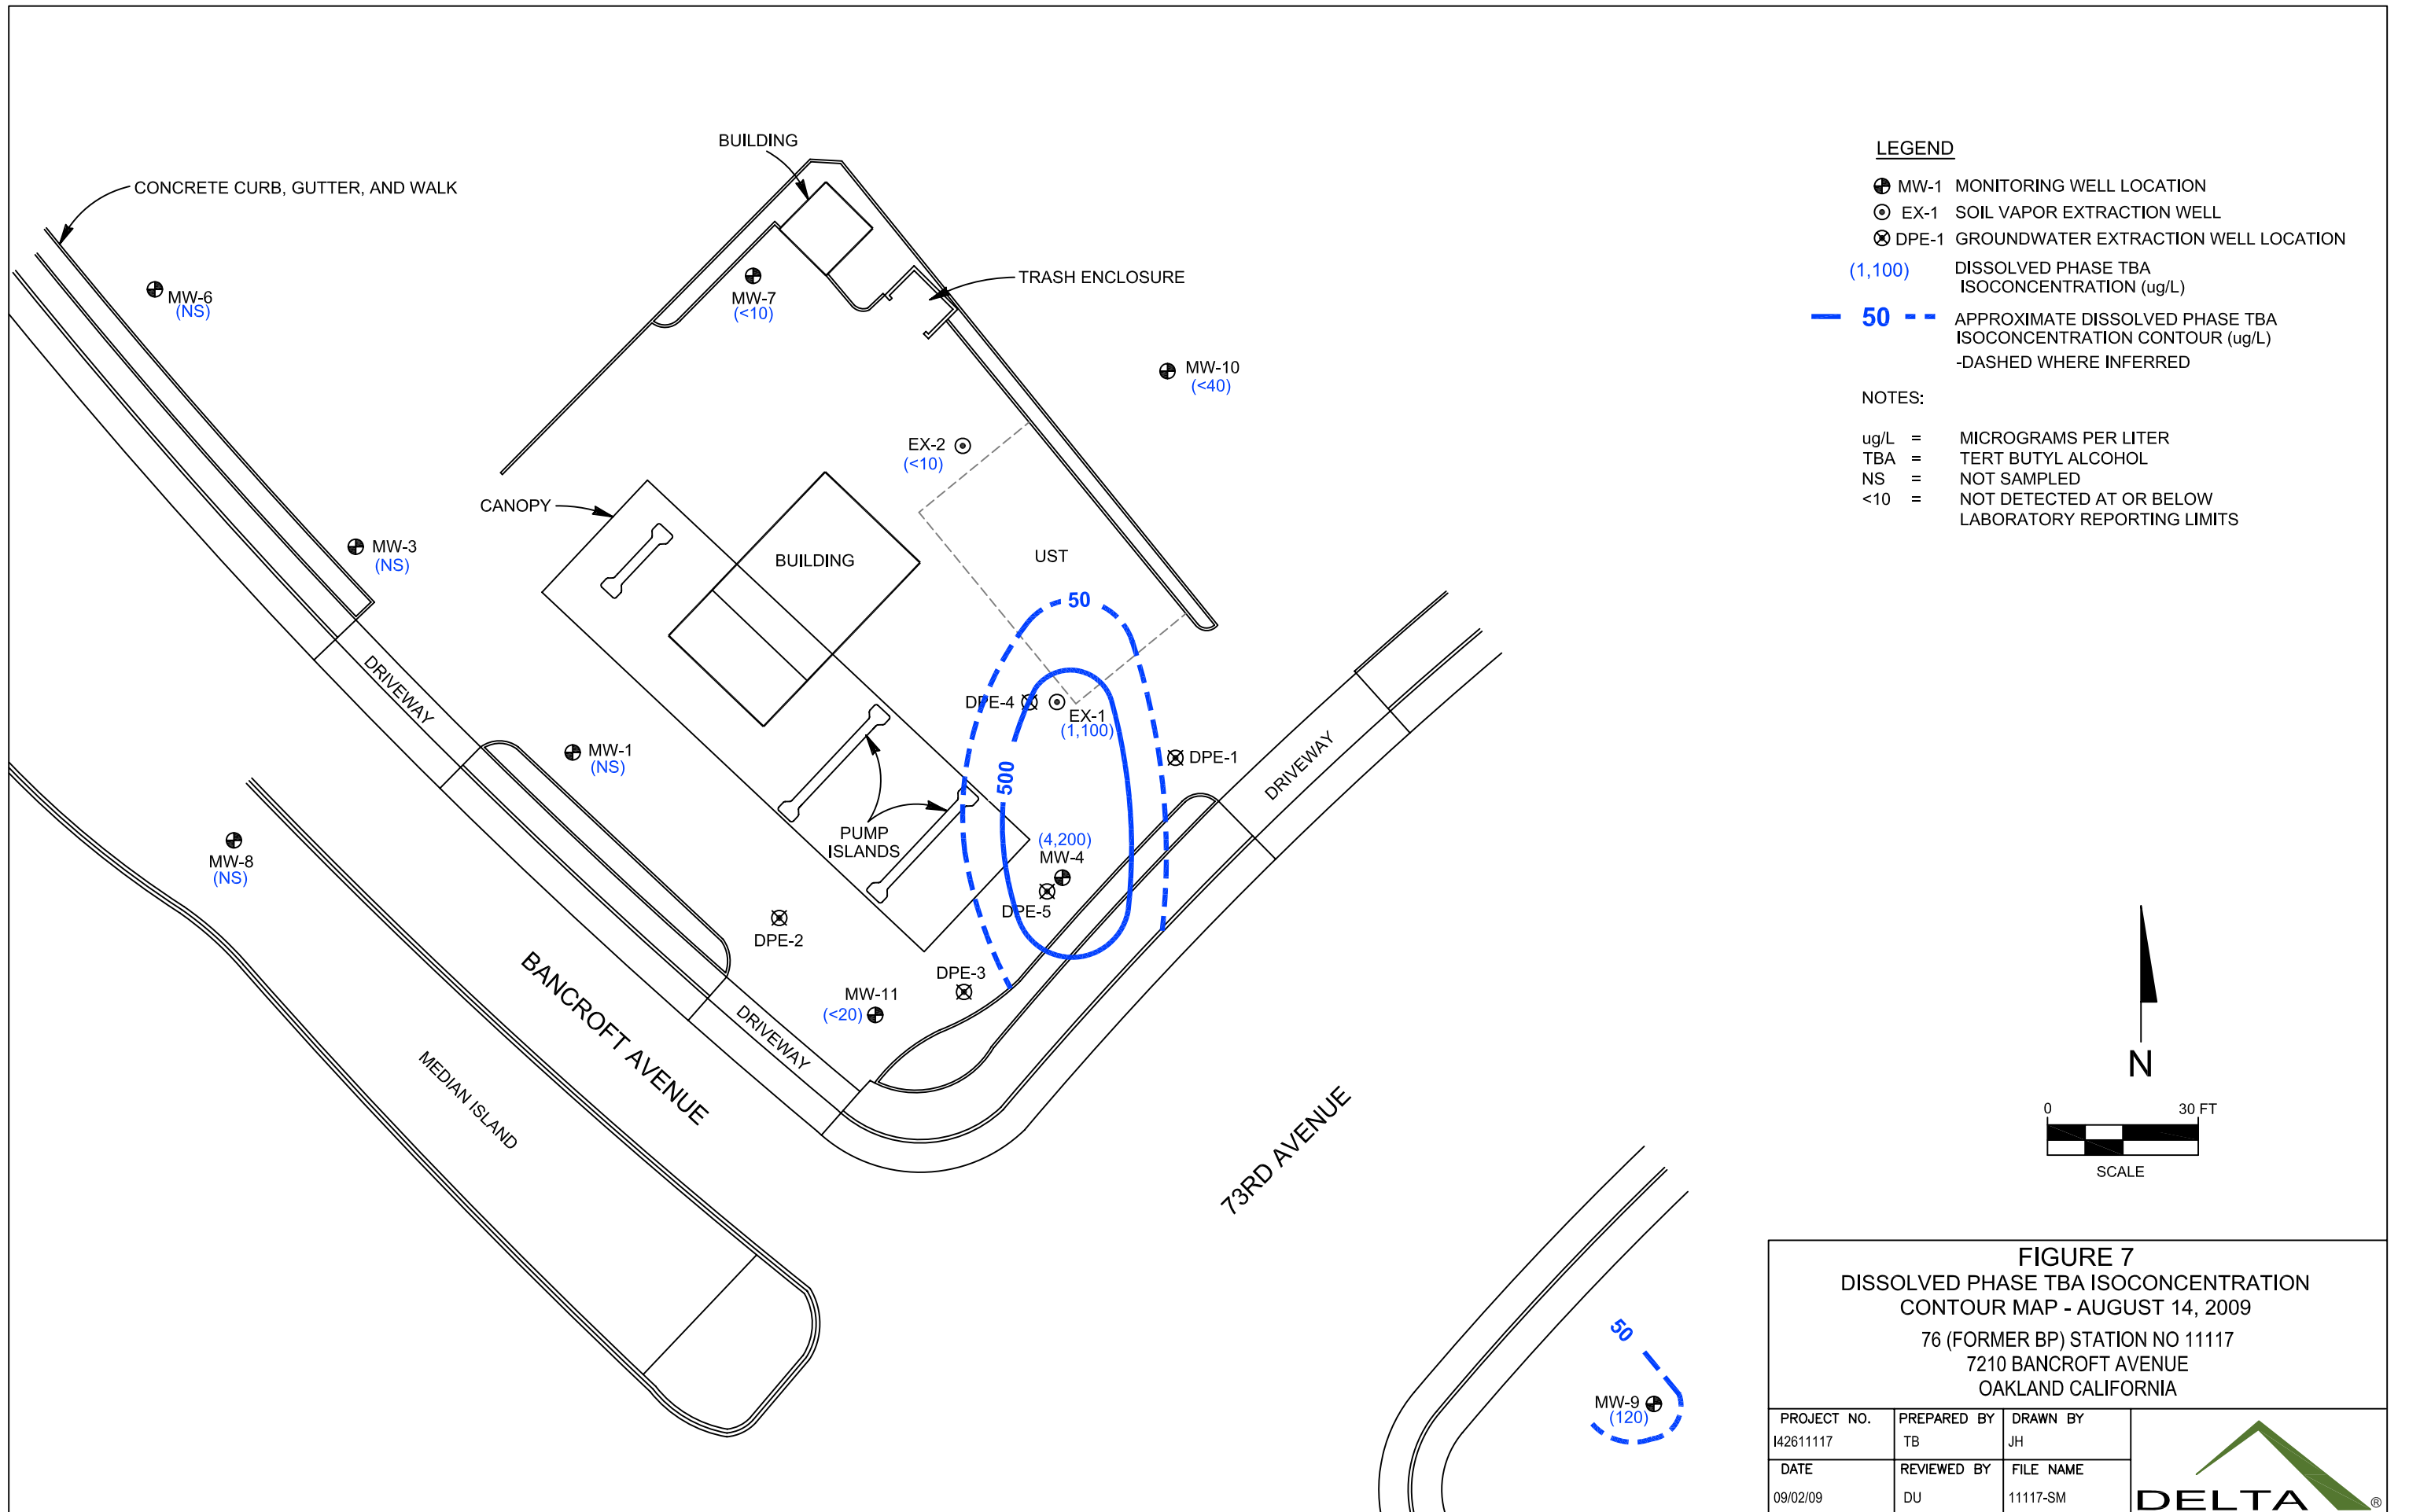 BUILDING
CONCRETE CURB, GUTTER, AND WALK
TRASH ENCLOSURE
MW-6
(NS)
MW-7
(<10)
MW-10
(<40)
EX-2
(<10)
CANOPY
BUILDING
UST
MW-3
(NS)
50
DRIVEWAY
DPE-4
EX-1
(1,100)
MW-1
(NS)
DPE-1
DRIVEWAY
500
PUMP
ISLANDS
(4,200)
MW-4
MW-8
(NS)
DPE-5
DPE-2
DPE-3
MW-11
(<20)
BANCROFT AVENUE
DRIVEWAY
MEDIAN ISLAND
73RD AVENUE
50
MW-9
(120)
LEGEND
MW-1 MONITORING WELL LOCATION
EX-1 SOIL VAPOR EXTRACTION WELL
DPE-1 GROUNDWATER EXTRACTION WELL LOCATION
(1,100) DISSOLVED PHASE TBA
ISOCONCENTRATION (ug/L)
50 APPROXIMATE DISSOLVED PHASE TBA
ISOCONCENTRATION CONTOUR (ug/L)
-DASHED WHERE INFERRED
NOTES:
ug/L = MICROGRAMS PER LITER
TBA = TERT BUTYL ALCOHOL
NS = NOT SAMPLED
<10 = NOT DETECTED AT OR BELOW
LABORATORY REPORTING LIMITS
N
0 30 FT
SCALE
FIGURE 7
DISSOLVED PHASE TBA ISOCONCENTRATION
CONTOUR MAP - AUGUST 14, 2009
76 (FORMER BP) STATION NO 11117
7210 BANCROFT AVENUE
OAKLAND CALIFORNIA
PROJECT NO. PREPARED BY DRAWN BY
I42611117 TB JH
DATE REVIEWED BY FILE NAME
09/02/09 DU 11117-SM
DELTA ®